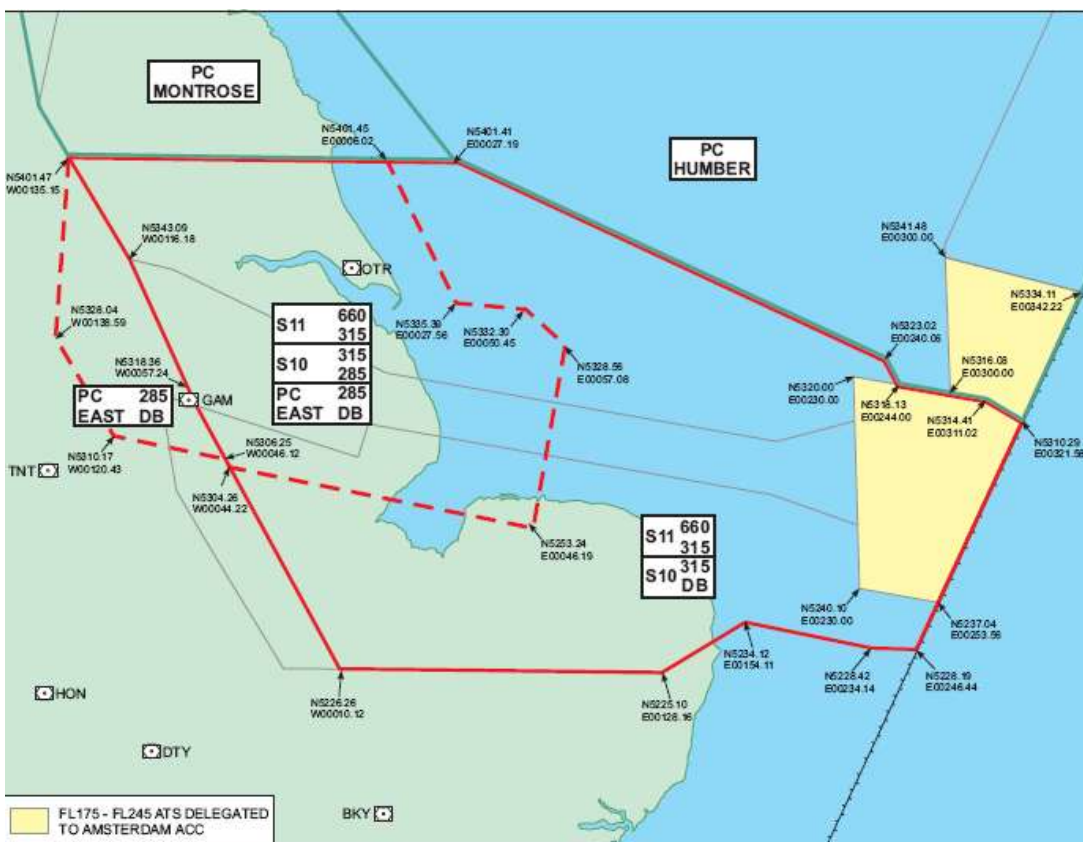 PC
MONTROSE
N5401.45
E00006.02
N5401.41
E00027.19
PC
HUMBER
N5401.47
W00135.15
N5341.48
E00300.00
N5343.09
W00116.18
OTR
N5334.11
E00342.22
N5328.04
W00138.59
S11 660
315
S10 315
285
PC 285
EAST DB
N5335.39
E00027.56
N5332.30
E00050.45
N5328.56
E00057.08
N5323.02
E00240.06
N5316.08
E00300.00
N5318.36
W00057.24
N5320.00
E00230.00
N5318.13
E00244.00
N5314.41
E00311.02
N5310.29
E00321.56
PC 285
EAST DB
GAM
N5310.17
W00120.43
N5306.25
W00046.12
TNT
N5304.26
W00044.22
N5253.24
E00046.19
S11 660
315
S10 315
DB
N5240.10
E00230.00
N5237.04
E00253.56
N5234.12
E00154.11
N5228.42
E00234.14
N5228.19
E00246.44
N5226.26
W00010.12
N5225.10
E00128.16
HON
DTY
BKY
FL175 - FL245 ATS DELEGATED
TO AMSTERDAM ACC